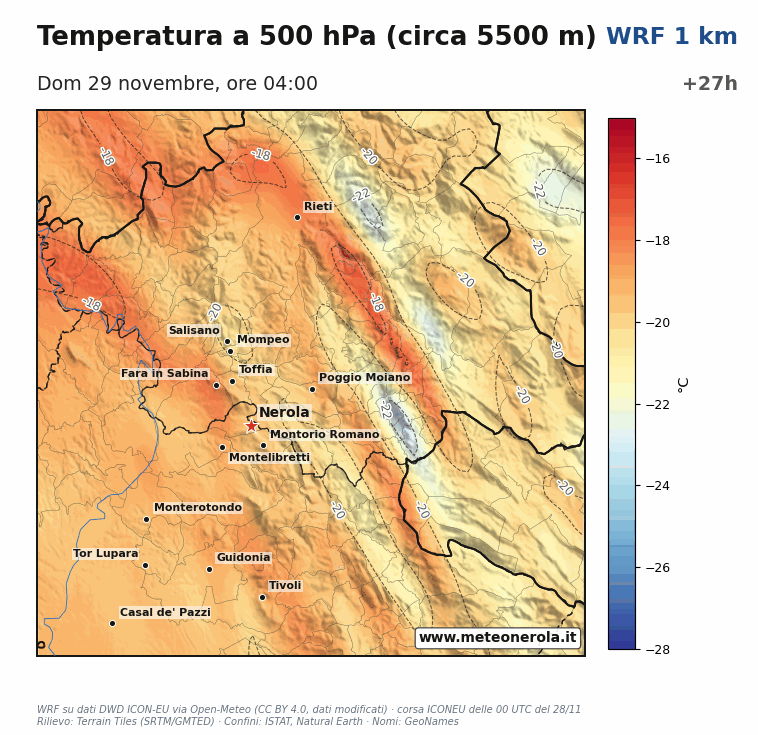 Temperatura a 500 hPa (circa 5500 m) WRF 1 km
Dom 29 novembre, ore 04:00 +27h
-18
-18
-20
-22
-22
-20
-20
-18
-18
-20
-20
-20
-22
-20
-20
-20
-20
Rieti
Salisano
Mompeo
Toffia
Fara in Sabina
Poggio Moiano
Nerola
Montorio Romano
Montelibretti
Monterotondo
Tor Lupara
Guidonia
Tivoli
Casal de' Pazzi
www.meteonerola.it
−16
−18
−20
−22
−24
−26
−28
°C
WRF su dati DWD ICON-EU via Open-Meteo (CC BY 4.0, dati modificati) · corsa ICONEU delle 00 UTC del 28/11
Rilievo: Terrain Tiles (SRTM/GMTED) · Confini: ISTAT, Natural Earth · Nomi: GeoNames